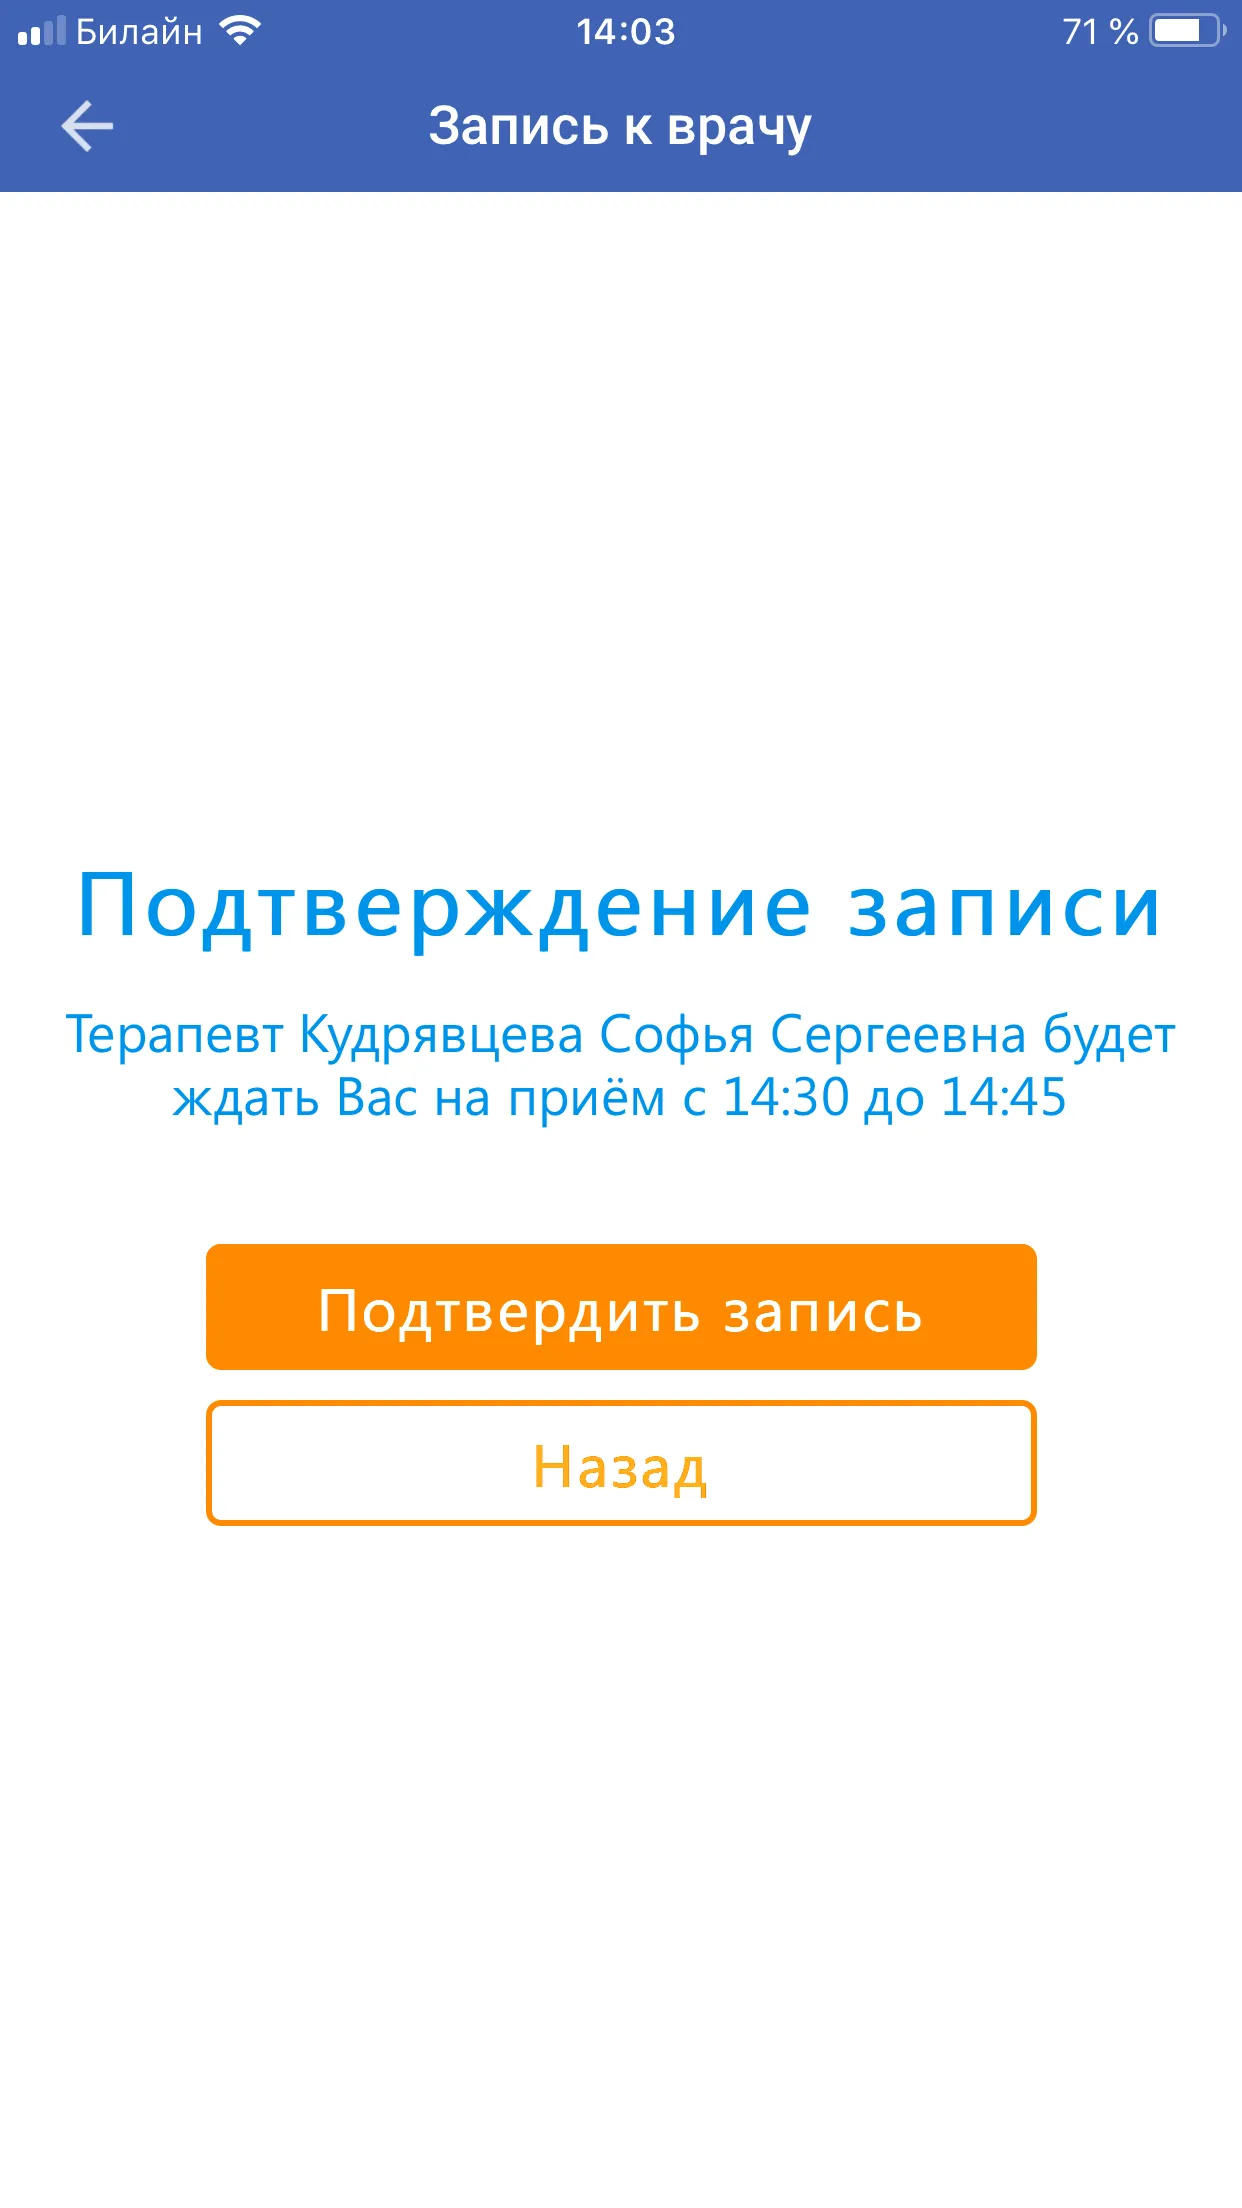 Билайн 14:03 71 %
Запись к врачу
Подтверждение записи
Терапевт Кудрявцева Софья Сергеевна будет
ждать Вас на приём с 14:30 до 14:45
Подтвердить запись
Назад